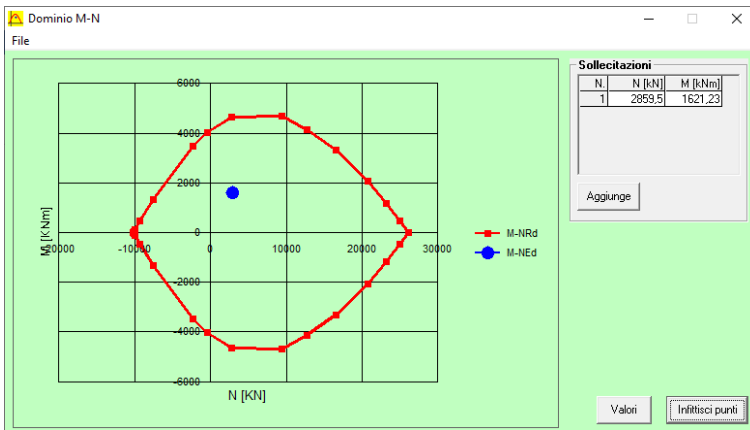 Dominio M-N
File
6000
4000
2000
0
-2000
-4000
-6000
-20000 -10000 0 10000 20000 30000
M [KNm]
N [KN]
M-NRd
M-NEd
Sollecitazioni
N. N [kN] M [kNm]
1 2859,5 1621,23
Aggiunge
Valori
Infittisci punti